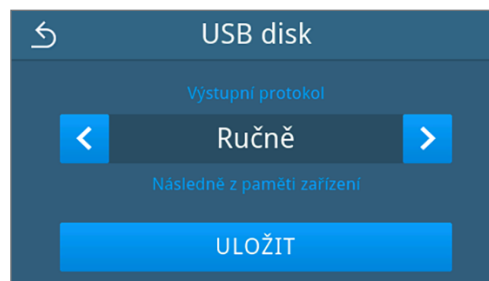 USB disk
Výstupní protokol
Ručně
Následně z paměti zařízení
ULOŽIT